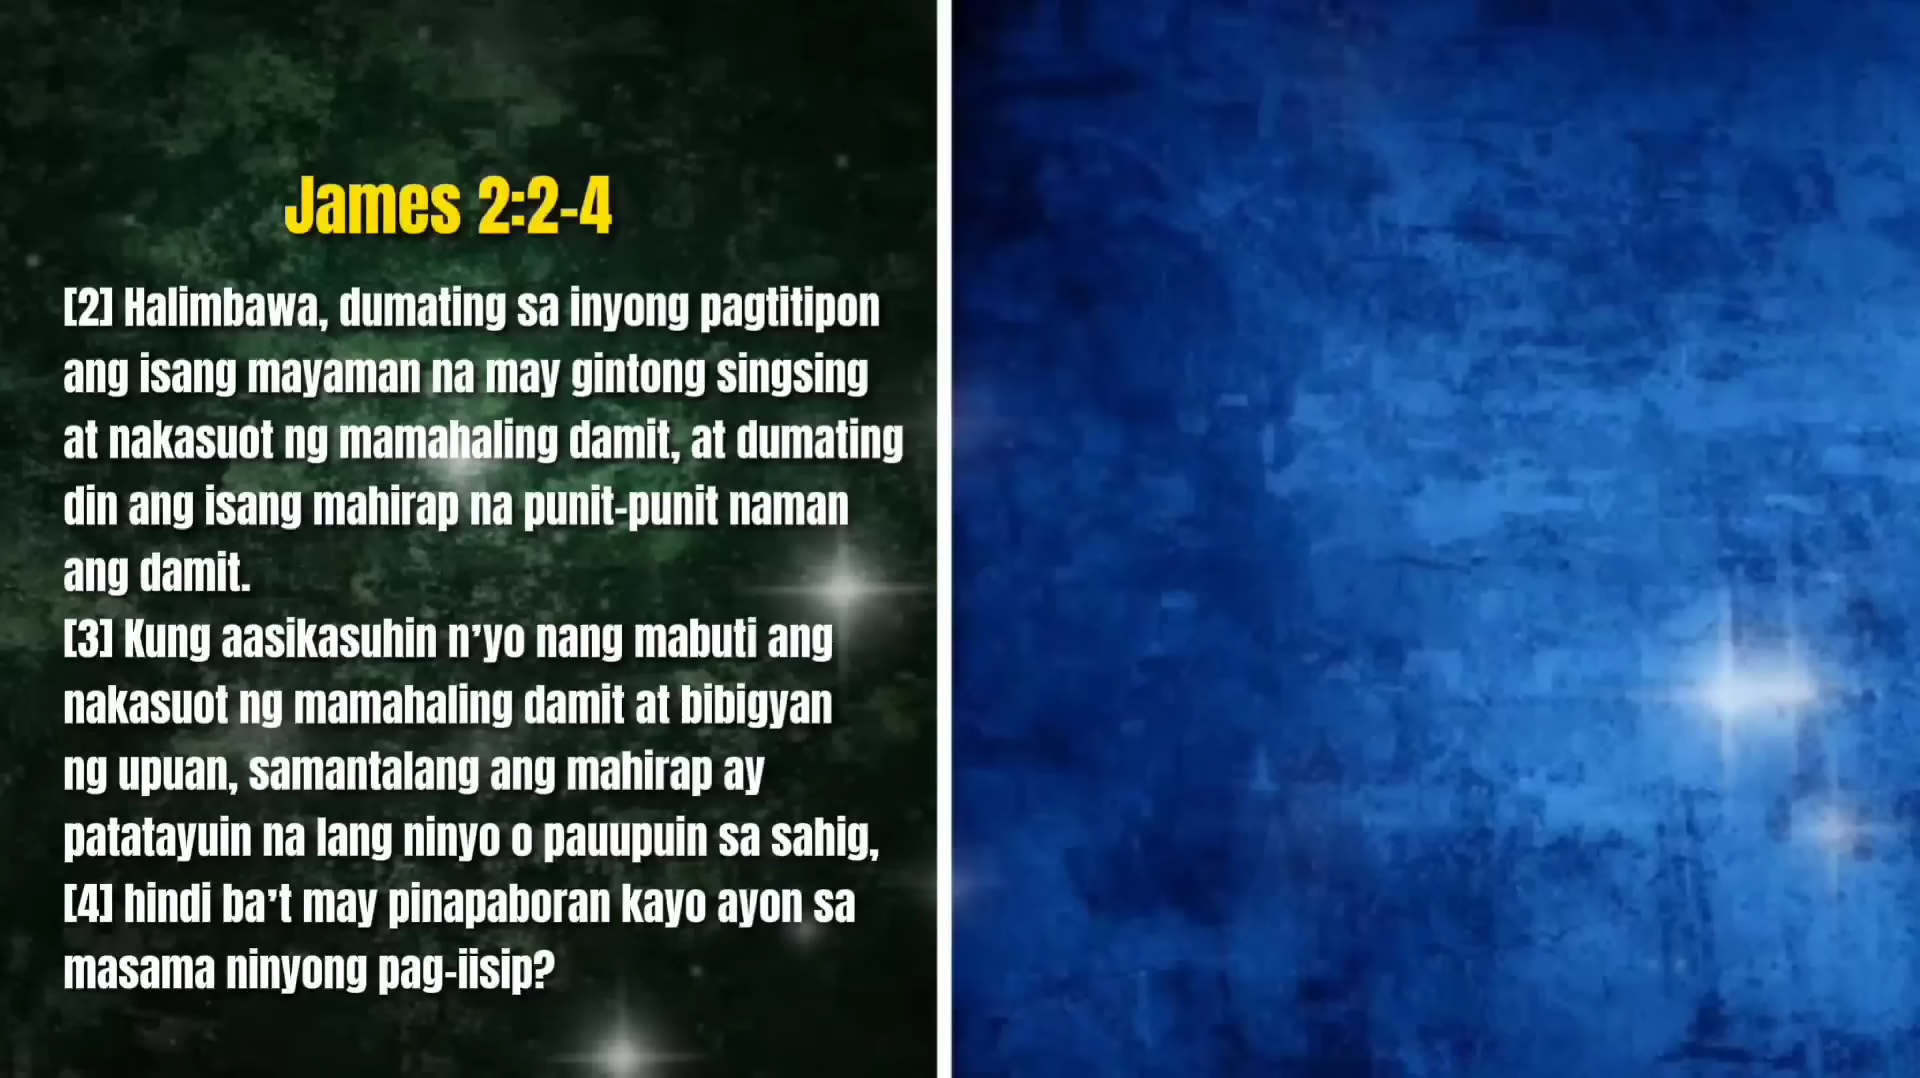 James 2:2-4
[2] Halimbawa, dumating sa inyong pagtitipon
ang isang mayaman na may gintong singsing
at nakasuot ng mamahaling damit, at dumating
din ang isang mahirap na punit-punit naman
ang damit.
[3] Kung aasikasuhin n’yo nang mabuti ang
nakasuot ng mamahaling damit at bibigyan
ng upuan, samantalang ang mahirap ay
patatayuin na lang ninyo o pauupuin sa sahig,
[4] hindi ba’t may pinapaboran kayo ayon sa
masama ninyong pag-iisip?